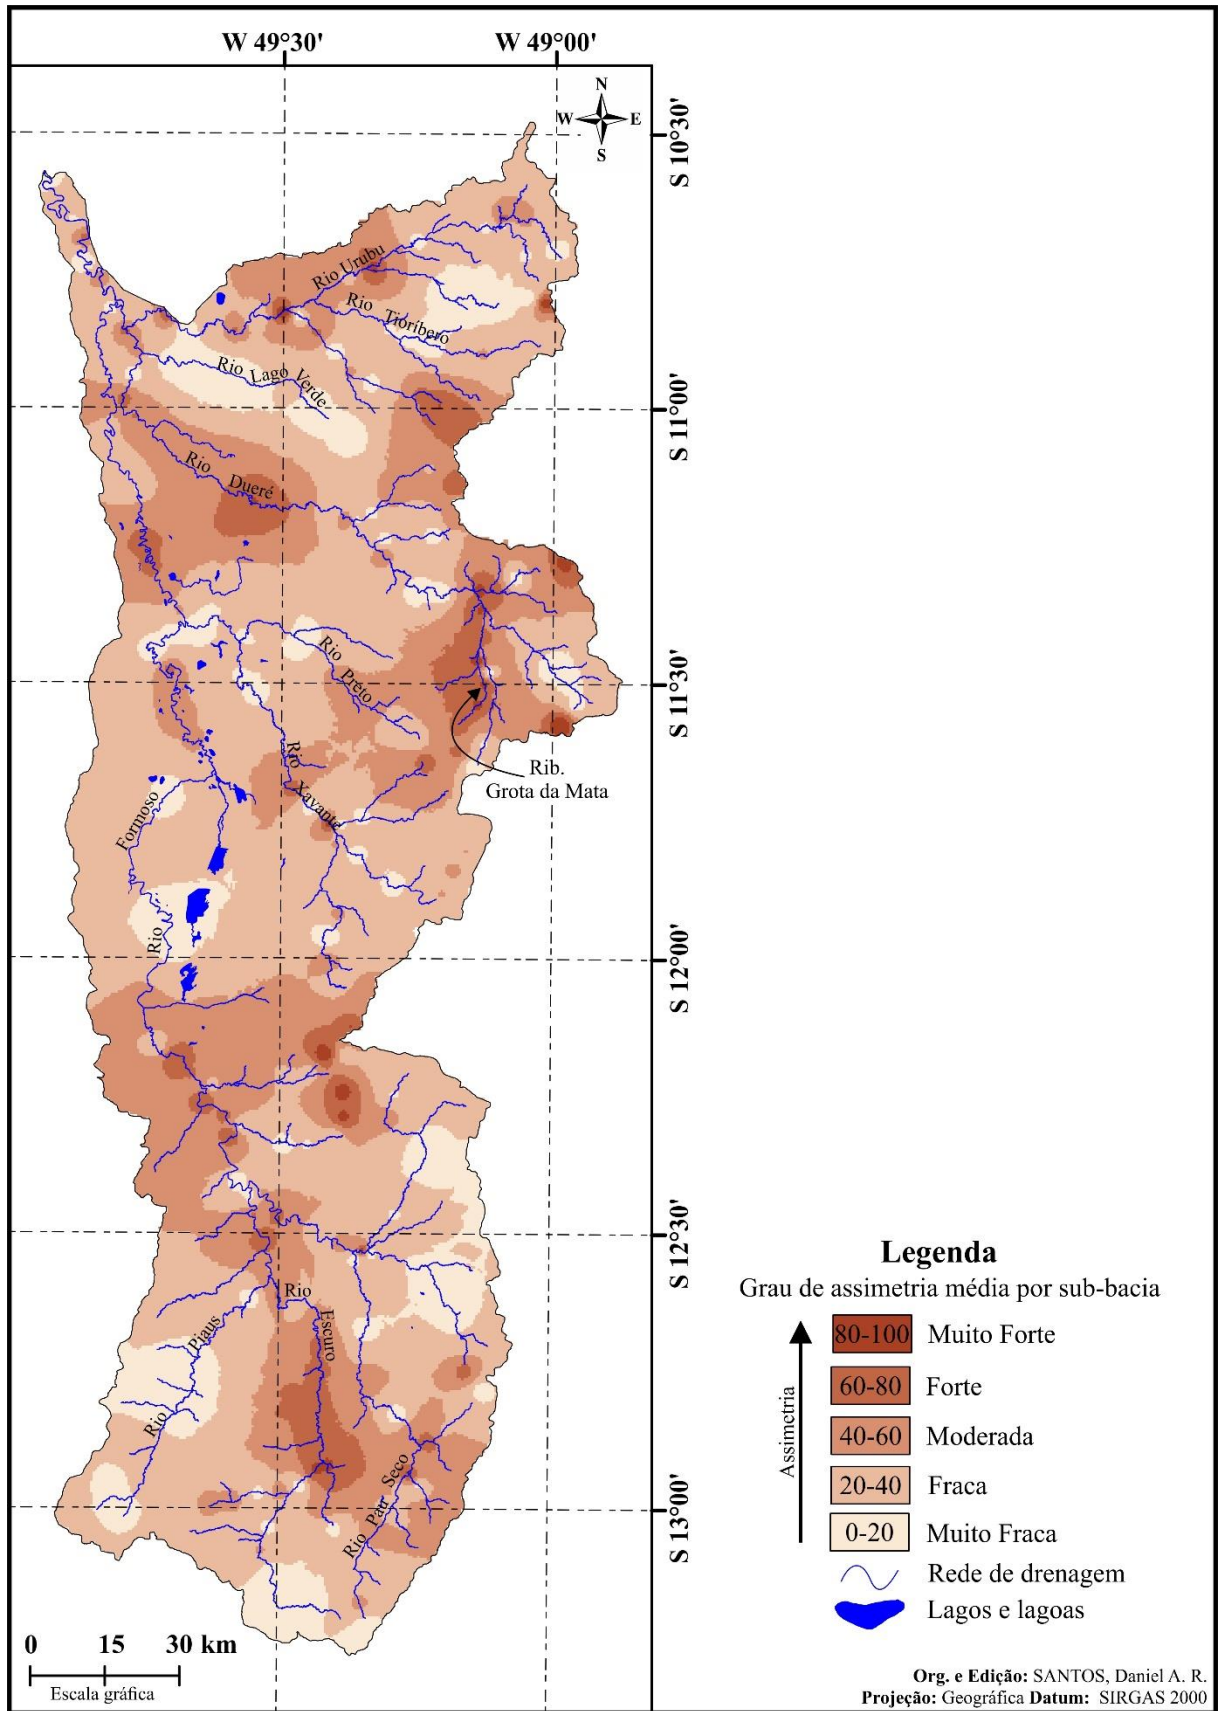 W 49°30'
W 49°00'
N
W
E
S
S 10°30'
Rio Urubu
Rio Tioríbero
Rio Lago Verde
S 11°00'
Rio Dueré
Rio Prêto
S 11°30'
Rib.
Grota da Mata
Rio Xavante
Rio Formoso
S 12°00'
S 12°30'
Rio Escuro
Rio Piaus
Rio Pau Seco
S 13°00'
Legenda
Grau de assimetria média por sub-bacia
Assimetria
80-100 Muito Forte
60-80 Forte
40-60 Moderada
20-40 Fraca
0-20 Muito Fraca
Rede de drenagem
Lagos e lagoas
0 15 30 km
Escala gráfica
Org. e Edição: SANTOS, Daniel A. R.
Projeção: Geográfica Datum: SIRGAS 2000